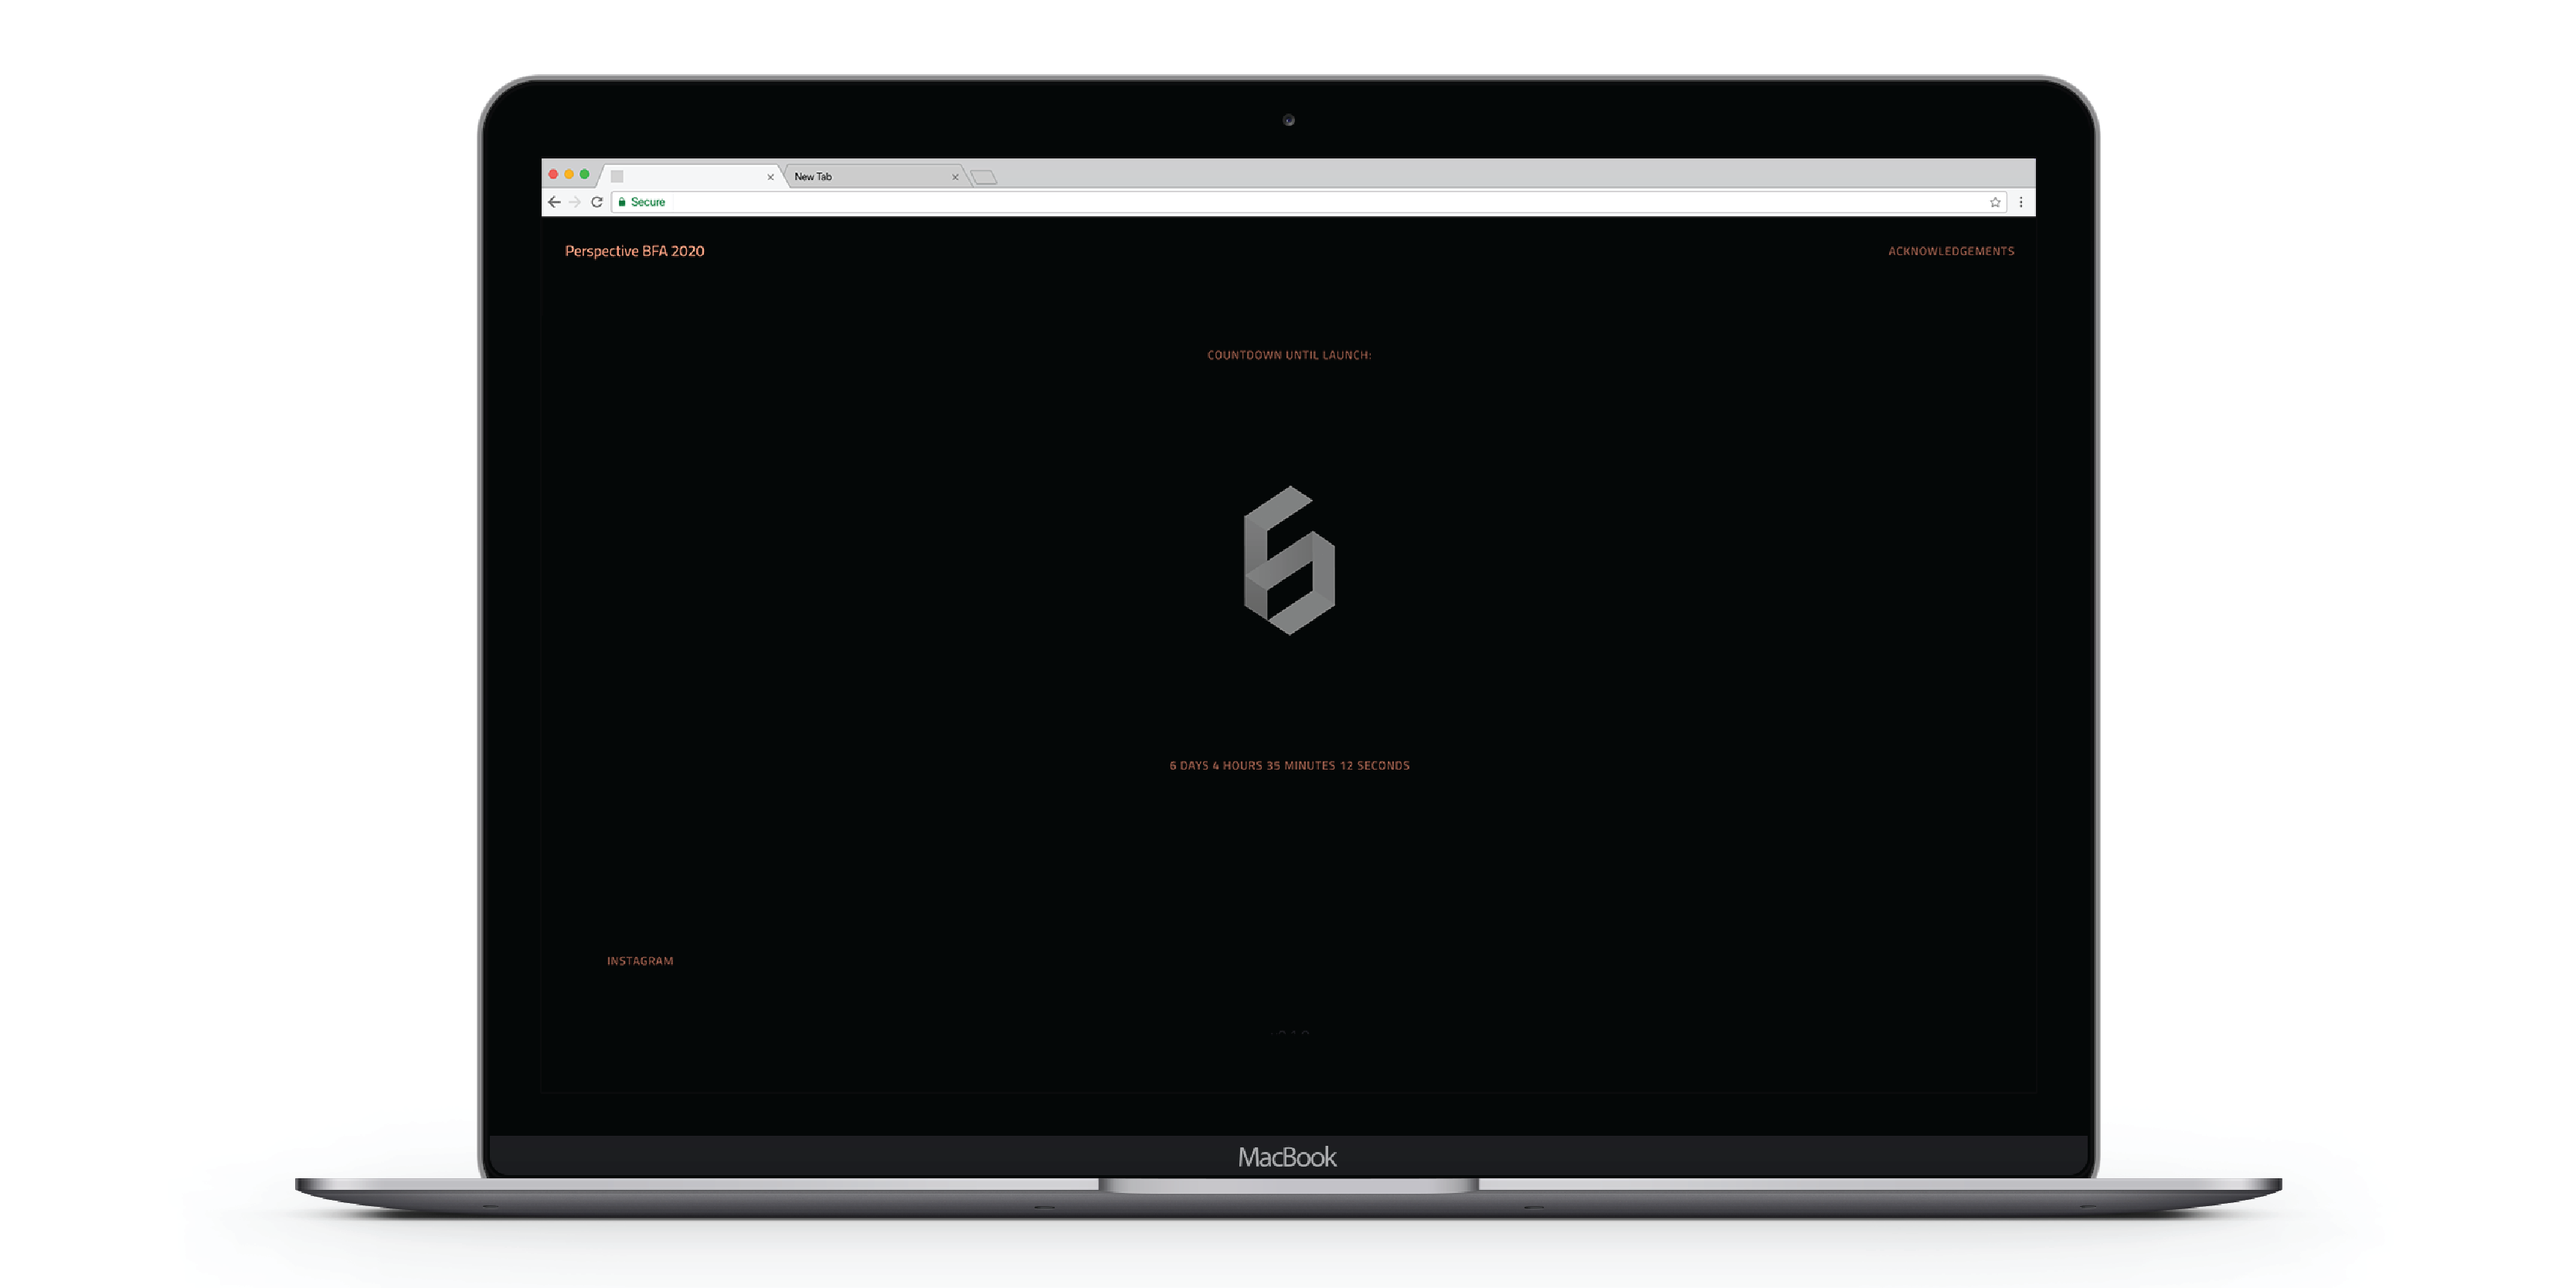 New Tab
Secure
Perspective BFA 2020
ACKNOWLEDGEMENTS
COUNTDOWN UNTIL LAUNCH:
6
6 DAYS 4 HOURS 35 MINUTES 12 SECONDS
INSTAGRAM
MacBook